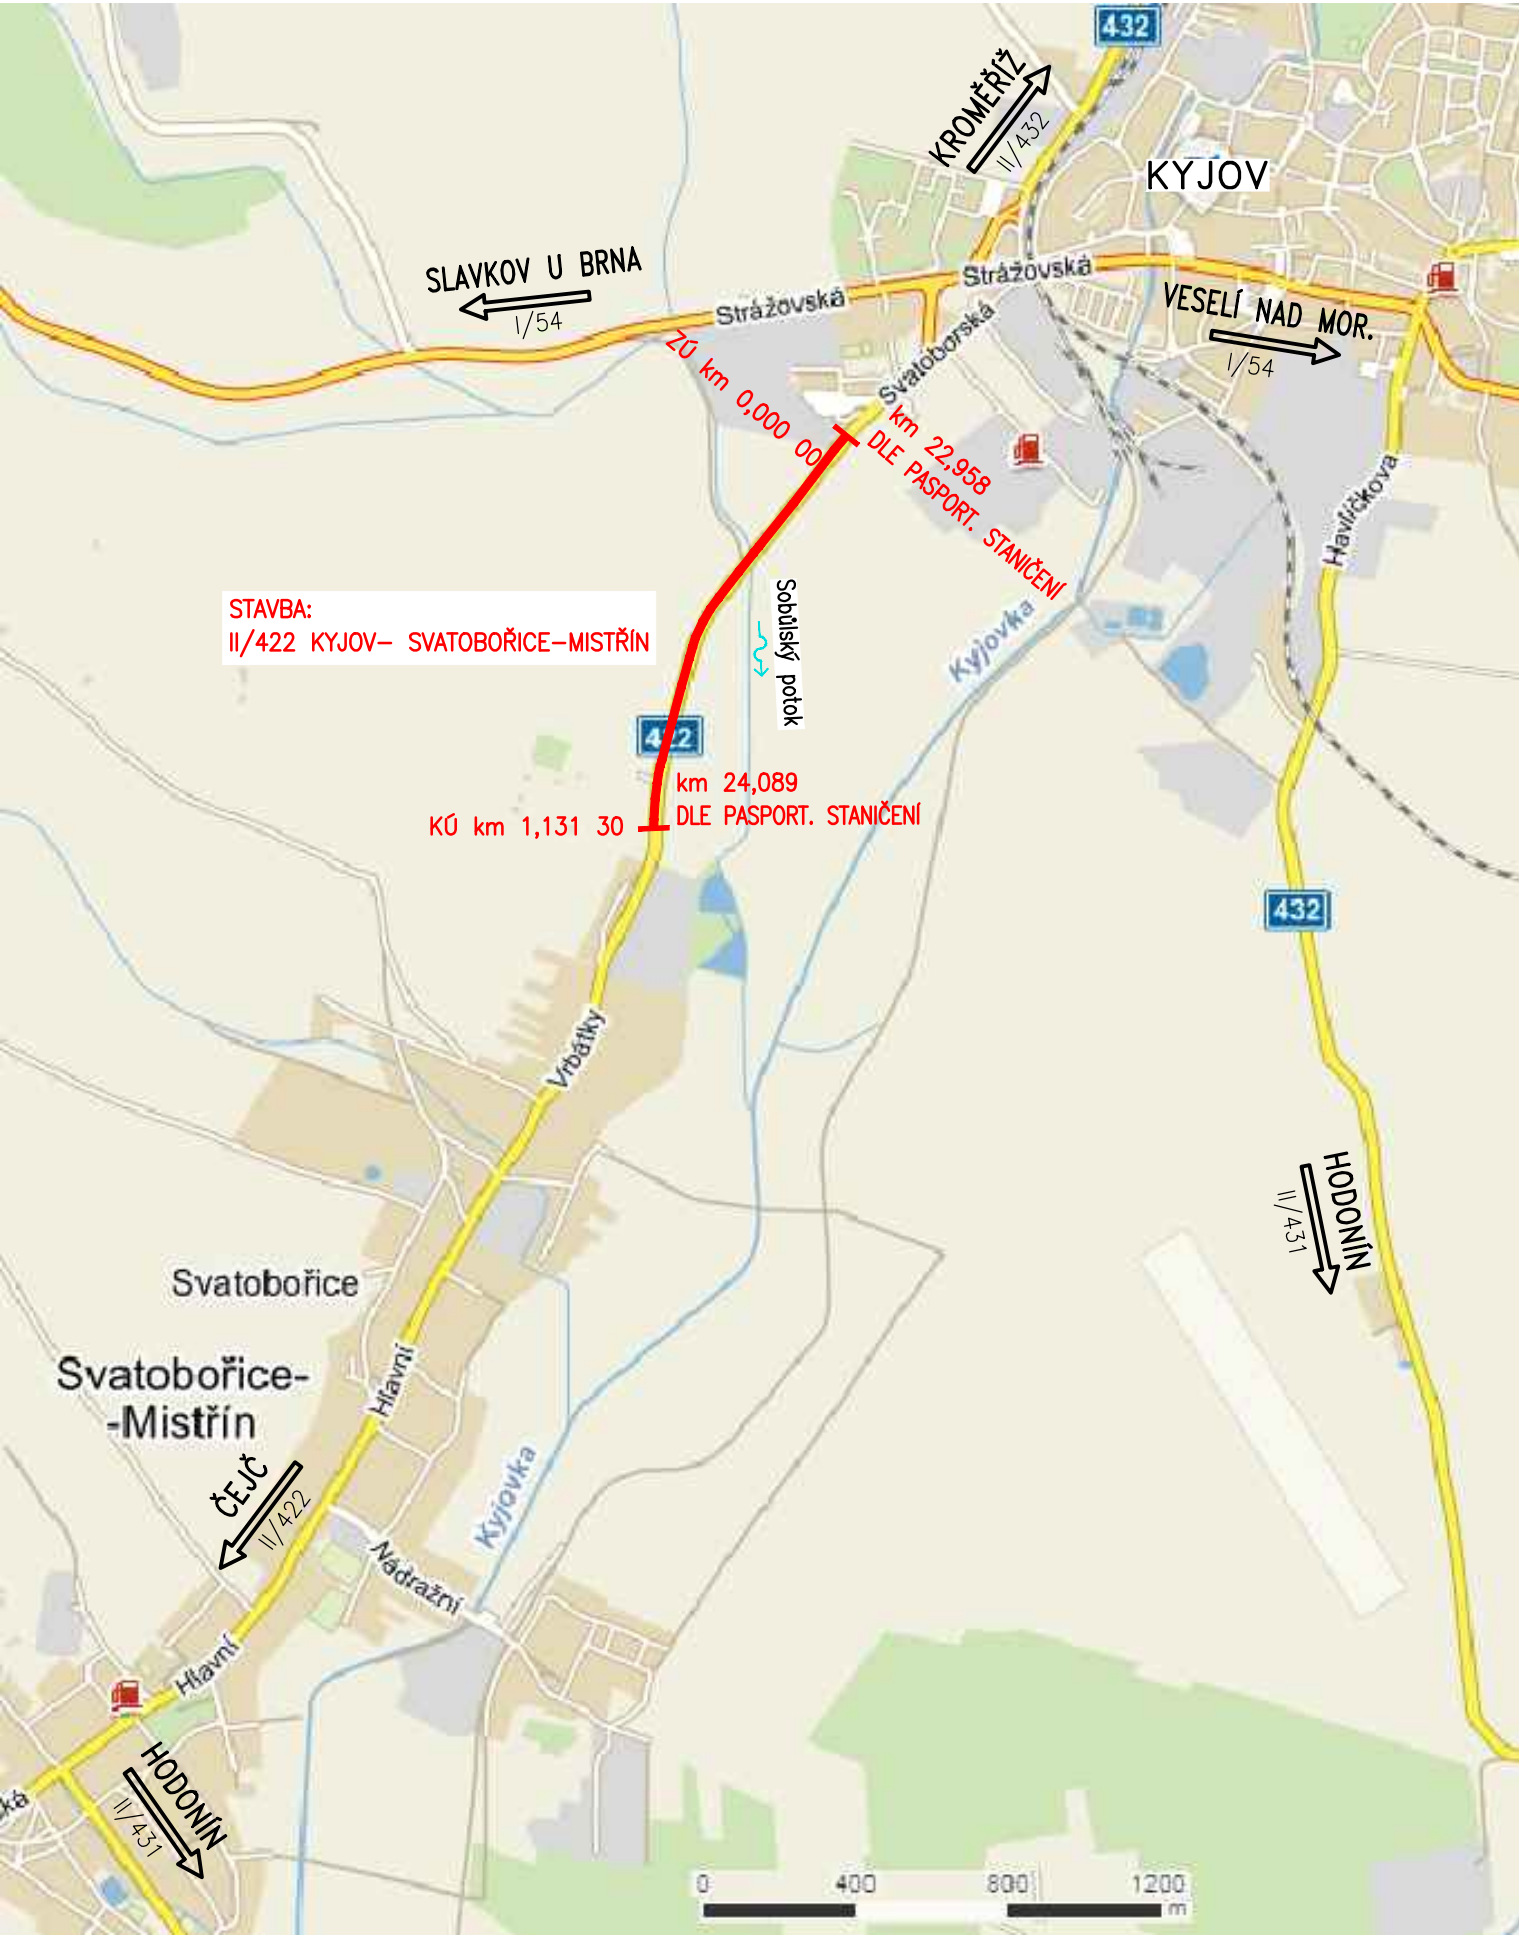 432
KROMĚŘÍŽ
II/432
KYJOV
SLAVKOV U BRNA
I/54
Strážovská
Strážovská
VESELÍ NAD MOR.
I/54
Svatoborská
ZÚ km 0,000 00
km 22,958
DLE PASPORT. STANIČENÍ
Havlíčkova
STAVBA:
II/422 KYJOV- SVATOBOŘICE-MISTŘÍN
Sobůlský potok
Kyjovka
422
km 24,089
DLE PASPORT. STANIČENÍ
KÚ km 1,131 30
432
Vrbátky
HODONÍN
II/431
Svatobořice
Svatobořice-
-Mistřín
Hlavní
ČEJČ
II/422
Kyjovka
Nádražní
Hlavní
HODONÍN
II/431
cká
0 400 800 1200
m